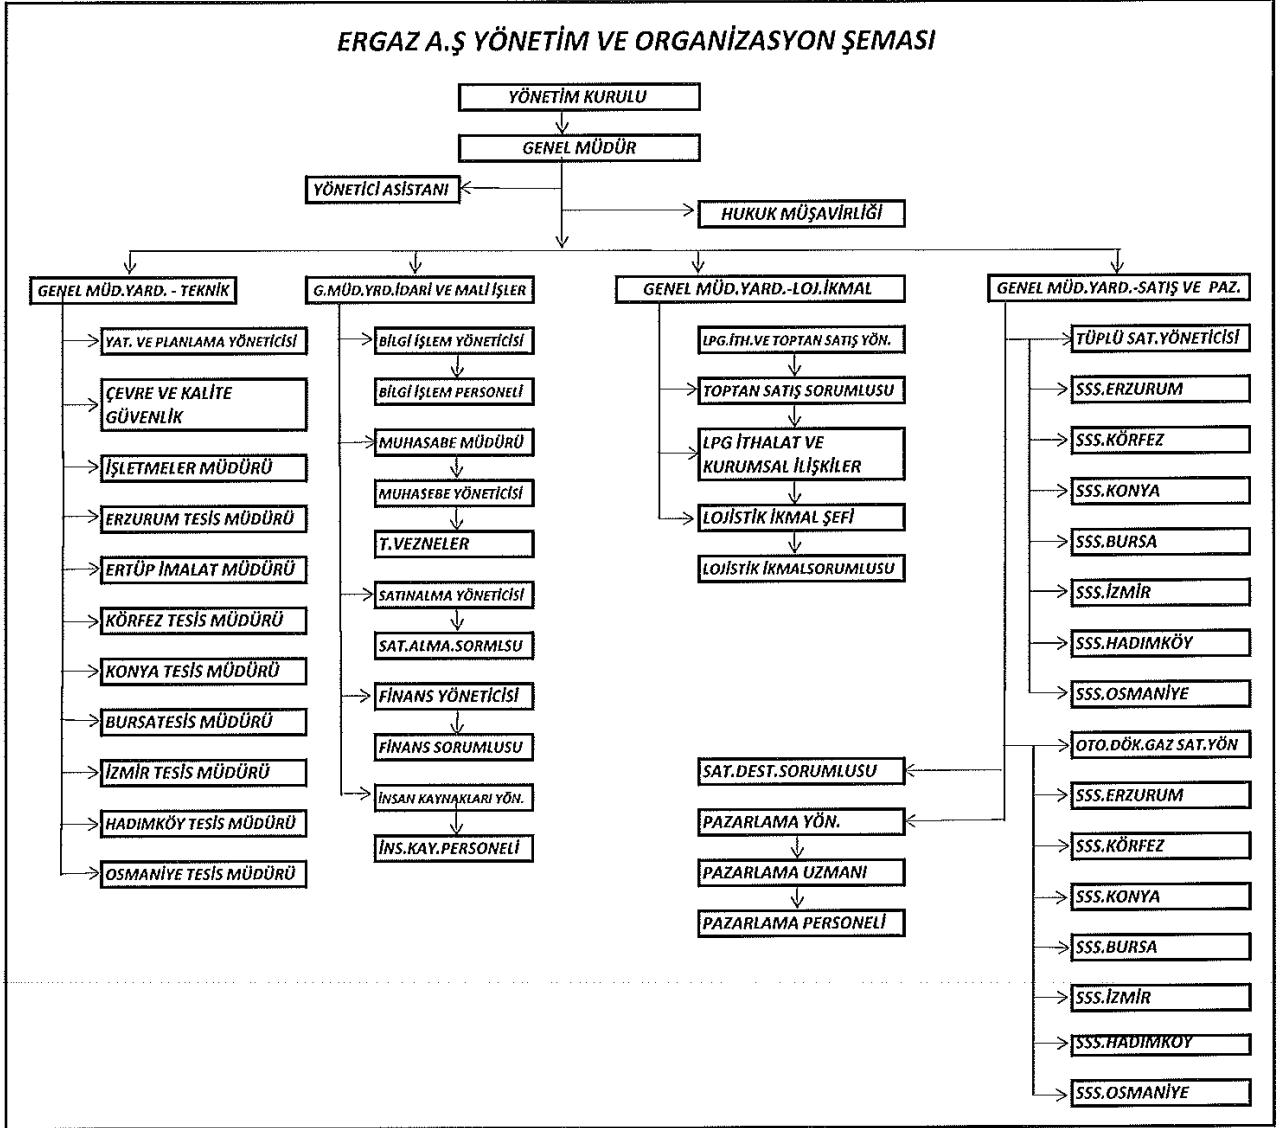 ERGAZ A.Ş YÖNETİM VE ORGANİZASYON ŞEMASI
YÖNETİM KURULU
GENEL MÜDÜR
YÖNETİCİ ASİSTANI
HUKUK MÜŞAVİRLİĞİ
GENEL MÜD.YARD. - TEKNİK
YAT. VE PLANLAMA YÖNETİCİSİ
ÇEVRE VE KALİTE
GÜVENLİK
İŞLETMELER MÜDÜRÜ
ERZURUM TESİS MÜDÜRÜ
ERTÜP İMALAT MÜDÜRÜ
KÖRFEZ TESİS MÜDÜRÜ
KONYA TESİS MÜDÜRÜ
BURSATESİS MÜDÜRÜ
İZMİR TESİS MÜDÜRÜ
HADIMKÖY TESİS MÜDÜRÜ
OSMANİYE TESİS MÜDÜRÜ
G.MÜD.YRD.İDARİ VE MALİ İŞLER
BİLGİ İŞLEM YÖNETİCİSİ
BİLGİ İŞLEM PERSONELİ
MUHASABE MÜDÜRÜ
MUHASEBE YÖNETİCİSİ
T.VEZNELER
SATINALMA YÖNETİCİSİ
SAT.ALMA.SORMLSU
FİNANS YÖNETİCİSİ
FİNANS SORUMLUSU
İNSAN KAYNAKLARI YÖN.
İNS.KAY.PERSONELİ
GENEL MÜD.YARD.-LOJ.İKMAL
LPG.İTH.VE TOPTAN SATIŞ YÖN.
TOPTAN SATIŞ SORUMLUSU
LPG İTHALAT VE
KURUMSAL İLİŞKİLER
LOJİSTİK İKMAL ŞEFİ
LOJİSTİK İKMALSORUMLUSU
GENEL MÜD.YARD.-SATIŞ VE PAZ.
TÜPLÜ SAT.YÖNETİCİSİ
SSS.ERZURUM
SSS.KÖRFEZ
SSS.KONYA
SSS.BURSA
SSS.İZMİR
SSS.HADIMKÖY
SSS.OSMANİYE
OTO.DÖK.GAZ SAT.YÖN
SSS.ERZURUM
SSS.KÖRFEZ
SSS.KONYA
SSS.BURSA
SSS.İZMİR
SSS.HADIMKÖY
SSS.OSMANİYE
SAT.DEST.SORUMLUSU
PAZARLAMA YÖN.
PAZARLAMA UZMANI
PAZARLAMA PERSONELİ